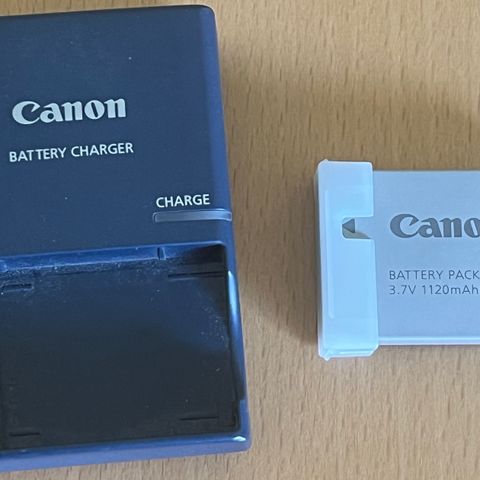 Canon
BATTERY CHARGER
CHARGE
Cano
BATTERY PACK
3.7V 1120mAh